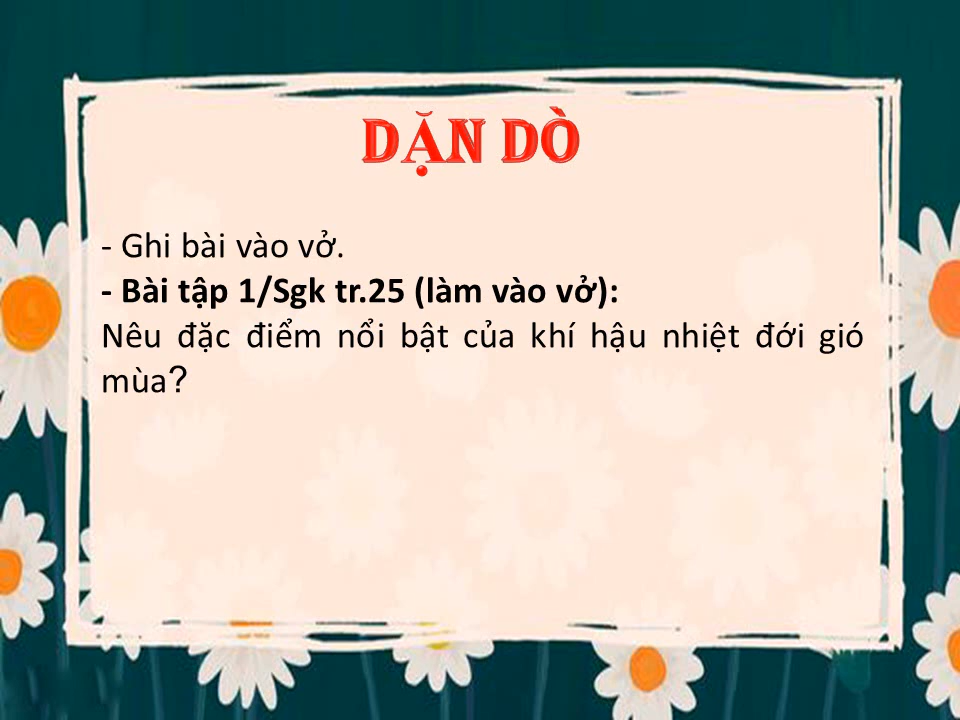 DẶN DÒ
- Ghi bài vào vở.
- Bài tập 1/Sgk tr.25 (làm vào vở):
Nêu đặc điểm nổi bật của khí hậu nhiệt đới gió
mùa?